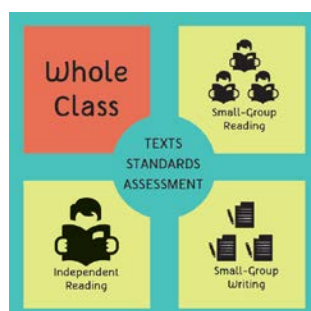 Whole
Class
Small-Group
Reading
TEXTS
STANDARDS
ASSESSMENT
Independent
Reading
Small-Group
Writing